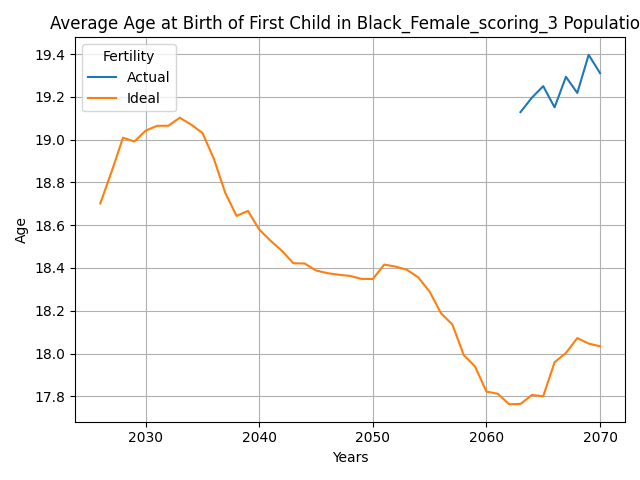 Average Age at Birth of First Child in Black_Female_scoring_3 Populatio
Fertility
Actual
Ideal
Age
19.4
19.2
19.0
18.8
18.6
18.4
18.2
18.0
17.8
2030 2040 2050 2060 2070
Years